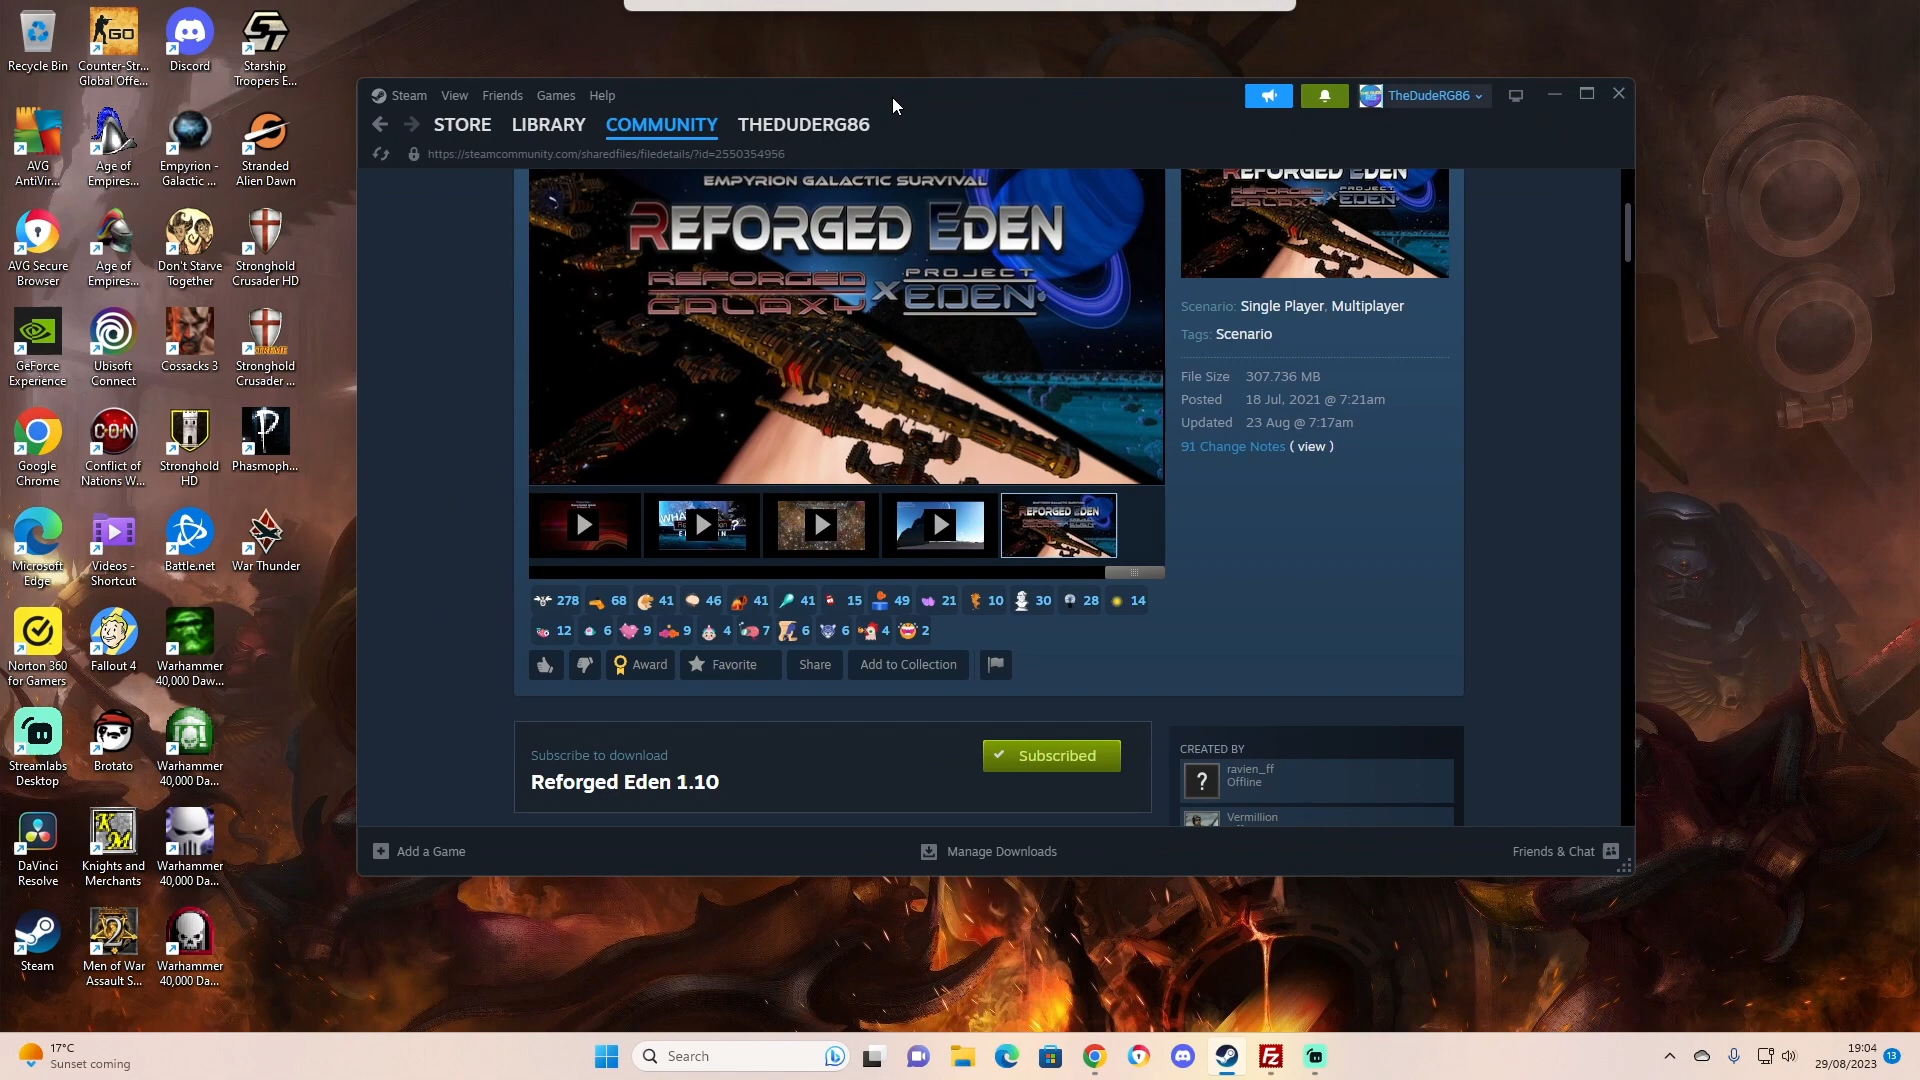 Recycle Bin
Counter-Str...
Global Offe...
Discord
Starship
Troopers E...
AVG
AntiVir...
Age of
Empires...
Empyrion -
Galactic ...
Stranded
Alien Dawn
AVG Secure
Browser
Age of
Empires...
Don't Starve
Together
Stronghold
Crusader HD
GeForce
Experience
Ubisoft
Connect
Cossacks 3
Stronghold
Crusader ...
Google
Chrome
Conflict of
Nations W...
Stronghold
HD
Phasmoph...
Microsoft
Edge
Videos -
Shortcut
Battle.net
War Thunder
Norton 360
for Gamers
Fallout 4
Warhammer
40,000 Daw...
Streamlabs
Desktop
Brotato
Warhammer
40,000 Da...
DaVinci
Resolve
Knights and
Merchants
Warhammer
40,000 Da...
Steam
Men of War
Assault S...
Warhammer
40,000 Da...
Steam View Friends Games Help
TheDudeRG86
STORE LIBRARY COMMUNITY THEDUDERG86
https://steamcommunity.com/sharedfiles/filedetails/?id=2550354956
EMPYRION GALACTIC SURVIVAL
REFORGED EDEN
REFORGED GALAXY X PROJECT EDEN
REFORGED EDEN
Scenario: Single Player, Multiplayer
Tags: Scenario
File Size 307.736 MB
Posted 18 Jul, 2021 @ 7:21am
Updated 23 Aug @ 7:17am
91 Change Notes ( view )
278 68 41 46 41 41 15 49 21 10 30 28 14
12 6 9 9 4 7 6 6 4 2
Award Favorite Share Add to Collection
Subscribe to download
Reforged Eden 1.10
Subscribed
CREATED BY
ravien_ff
Offline
Vermillion
Add a Game
Manage Downloads
Friends & Chat
17°C
Sunset coming
Search
19:04
29/08/2023
13